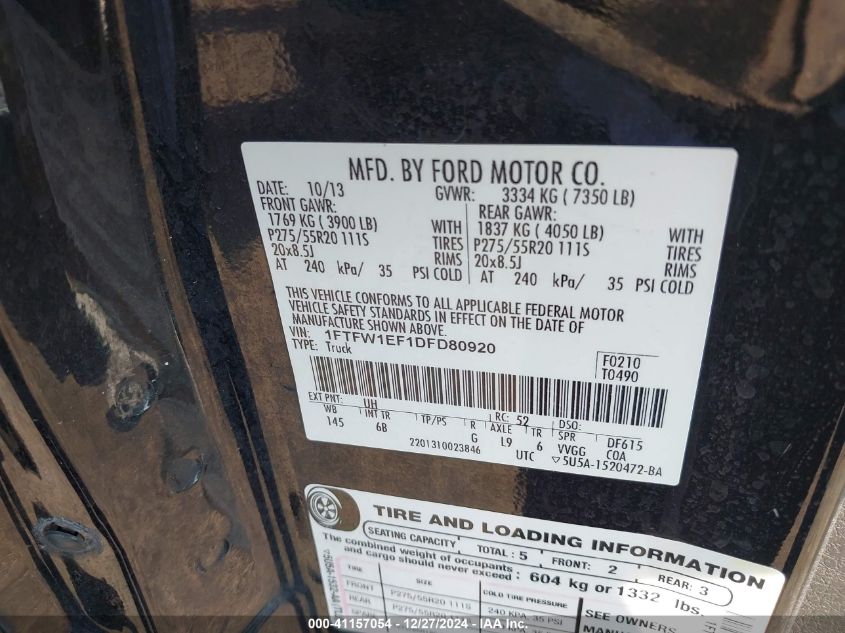 MFD. BY FORD MOTOR CO.
DATE: 10/13 GVWR: 3334 KG ( 7350 LB)
FRONT GAWR: REAR GAWR:
1769 KG ( 3900 LB) WITH 1837 KG ( 4050 LB) WITH
P275/55R20 111S TIRES P275/55R20 111S TIRES
20x8.5J RIMS 20x8.5J RIMS
AT 240 kPa/ 35 PSI COLD AT 240 kPa/ 35 PSI COLD
THIS VEHICLE CONFORMS TO ALL APPLICABLE FEDERAL MOTOR
VEHICLE SAFETY STANDARDS IN EFFECT ON THE DATE OF
MANUFACTURE SHOWN ABOVE.
VIN: 1FTFW1EF1DFD80920
TYPE: Truck
F0210
T0490
EXT PNT: UH RC: 52 DSO:
WB INT TR TP/PS R AXLE TR SPR DF615
145 6B G L9 6 VVGG COA
2201310023846 UTC ▽5U5A-1520472-BA
TIRE AND LOADING INFORMATION
SEATING CAPACITY TOTAL: 5 FRONT: 2 REAR: 3
The combined weight of occupants
and cargo should never exceed : 604 kg or 1332 lbs.
TIRE SIZE COLD TIRE PRESSURE
FRONT P275/55R20 111S 240 KPA, 35 PSI SEE OWNERS
REAR P275/55R20 111S
000-41157054 - 12/27/2024 - IAAI.COM